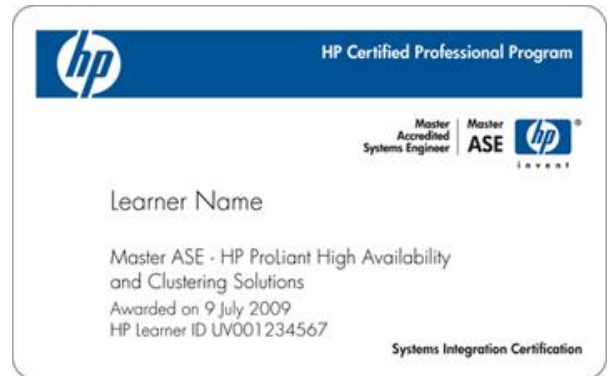 hp
HP Certified Professional Program
Master
Accredited
Systems Engineer
Master
ASE
hp
®
invent
Learner Name
Master ASE - HP ProLiant High Availability
and Clustering Solutions
Awarded on 9 July 2009
HP Learner ID UV001234567
Systems Integration Certification